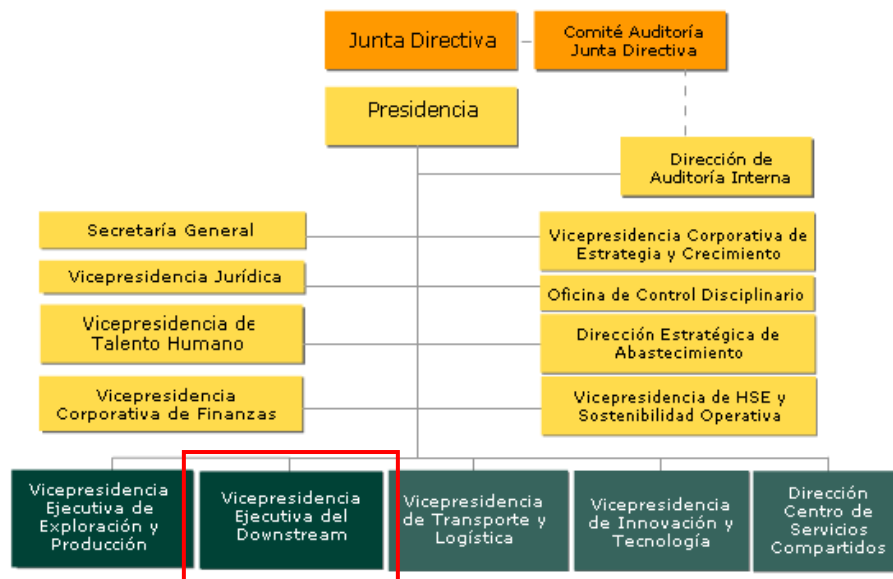 Junta Directiva
Comité Auditoría
Junta Directiva
Presidencia
Dirección de
Auditoría Interna
Secretaría General
Vicepresidencia Corporativa de
Estrategia y Crecimiento
Vicepresidencia Jurídica
Oficina de Control Disciplinario
Vicepresidencia de
Talento Humano
Dirección Estratégica de
Abastecimiento
Vicepresidencia
Corporativa de Finanzas
Vicepresidencia de HSE y
Sostenibilidad Operativa
Vicepresidencia
Ejecutiva de
Exploración y
Producción
Vicepresidencia
Ejecutiva del
Downstream
Vicepresidencia
de Transporte y
Logística
Vicepresidencia
de Innovación y
Tecnología
Dirección
Centro de
Servicios
Compartidos